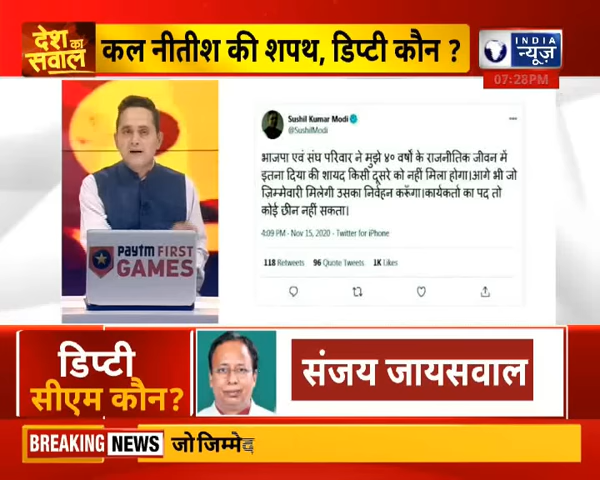 देश का
सवाल
कल नीतीश की शपथ, डिप्टी कौन ?
INDIA
न्यूज़
07:28PM
Sushil Kumar Modi
@SushilModi
भाजपा एवं संघ परिवार ने मुझे ४० वर्षों के राजनीतिक जीवन में
इतना दिया की शायद किसी दूसरे को नहीं मिला होगा।आगे भी जो
ज़िम्मेवारी मिलेगी उसका निर्वहन करुँगा।कार्यकर्ता का पद तो
कोई छीन नहीं सकता।
4:09 PM - Nov 15, 2020 - Twitter for iPhone
118 Retweets 96 Quote Tweets 1K Likes
Paytm FIRST
GAMES
डिप्टी
सीएम कौन?
संजय जायसवाल
BREAKING NEWS जो जिम्मेद